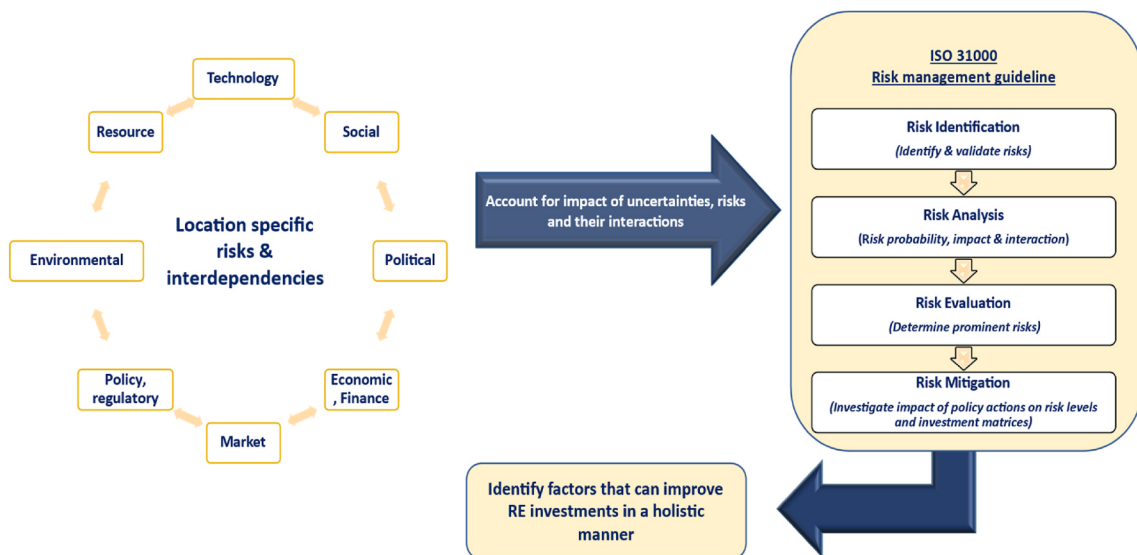 Technology
Resource
Social
Location specific
risks &
interdependencies
Environmental
Political
Policy,
regulatory
Economic
, Finance
Market
Account for impact of uncertainties, risks
and their interactions
ISO 31000
Risk management guideline
Risk Identification
(Identify & validate risks)
Risk Analysis
(Risk probability, impact & interaction)
Risk Evaluation
(Determine prominent risks)
Risk Mitigation
(Investigate impact of policy actions on risk levels
and investment matrices)
Identify factors that can improve
RE investments in a holistic
manner